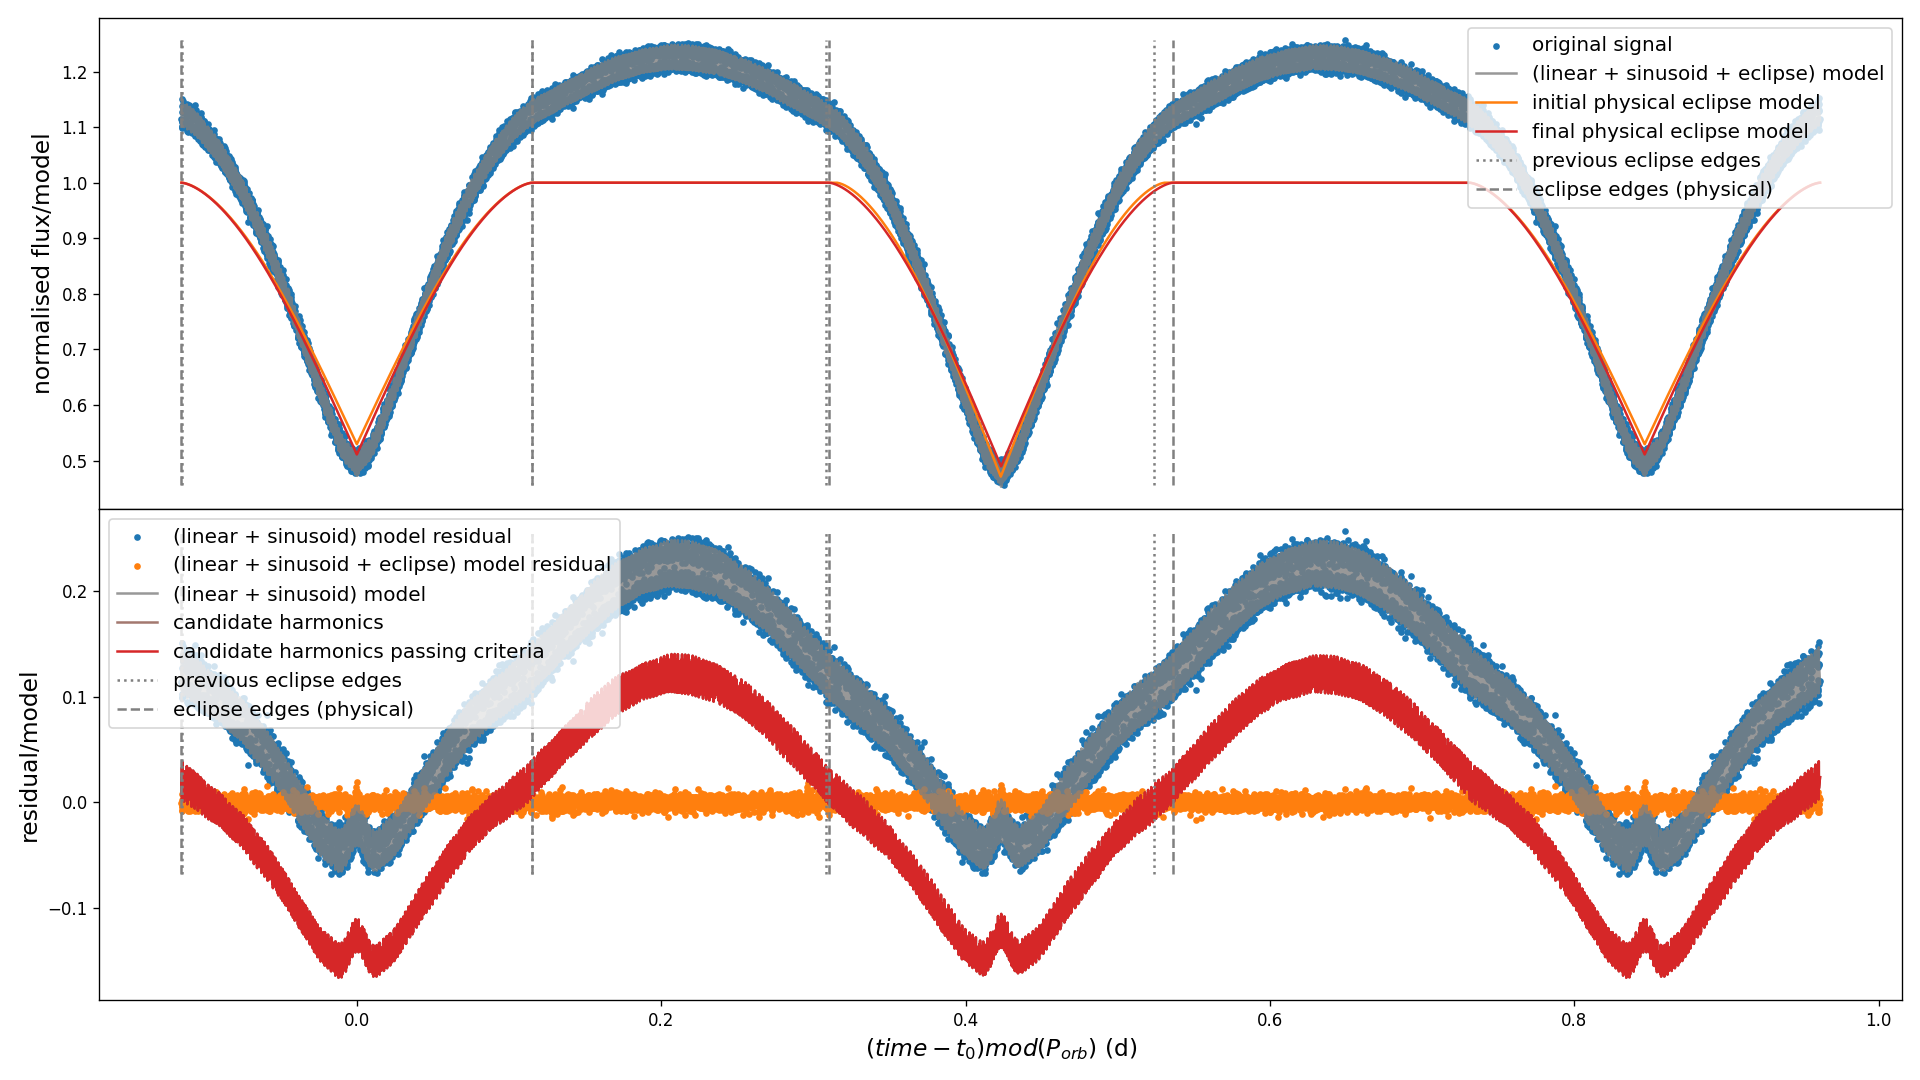 normalised flux/model
1.2
1.1
1.0
0.9
0.8
0.7
0.6
0.5
original signal
(linear + sinusoid + eclipse) model
initial physical eclipse model
final physical eclipse model
previous eclipse edges
eclipse edges (physical)
residual/model
0.2
0.1
0.0
−0.1
(linear + sinusoid) model residual
(linear + sinusoid + eclipse) model residual
(linear + sinusoid) model
candidate harmonics
candidate harmonics passing criteria
previous eclipse edges
eclipse edges (physical)
0.0 0.2 0.4 0.6 0.8 1.0
(time − t₀)mod(Pₒᵣb) (d)